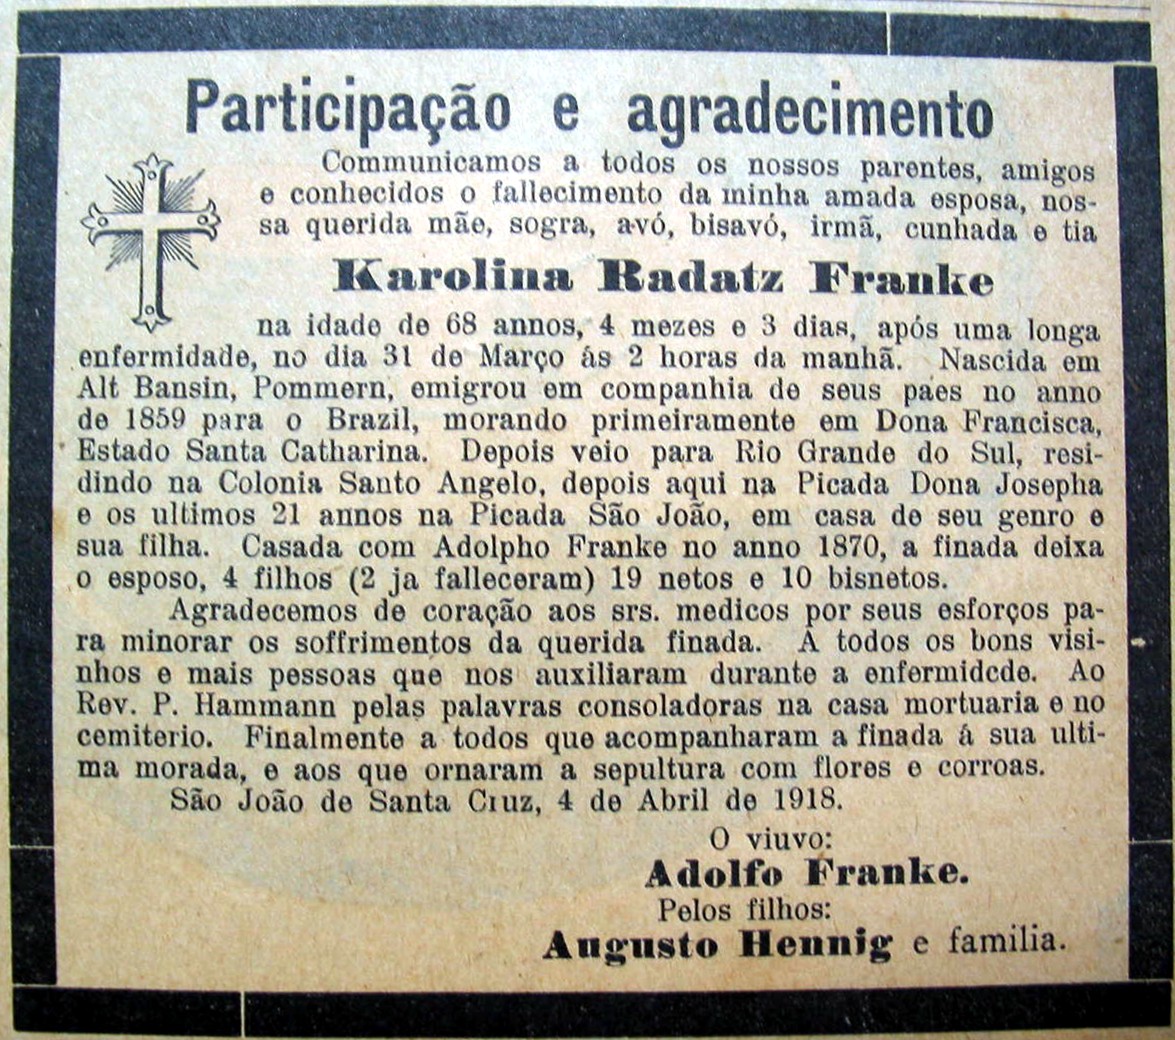 Participação e agradecimento
Communicamos a todos os nossos parentes, amigos
e conhecidos o fallecimento da minha amada esposa, nos-
sa querida mãe, sogra, avó, bisavó, irmã, cunhada e tia
Karolina Radatz Franke
na idade de 68 annos, 4 mezes e 3 dias, após uma longa
enfermidade, no dia 31 de Março ás 2 horas da manhã. Nascida em
Alt Bansin, Pommern, emigrou em companhia de seus paes no anno
de 1859 para o Brazil, morando primeiramente em Dona Francisca,
Estado Santa Catharina. Depois veio para Rio Grande do Sul, resi-
dindo na Colonia Santo Angelo, depois aqui na Picada Dona Josepha
e os ultimos 21 annos na Picada São João, em casa de seu genro e
sua filha. Casada com Adolpho Franke no anno 1870, a finada deixa
o esposo, 4 filhos (2 ja falleceram) 19 netos e 10 bisnetos.
Agradecemos de coração aos srs. medicos por seus esforços pa-
ra minorar os soffrimentos da querida finada. A todos os bons visi-
nhos e mais pessoas que nos auxiliaram durante a enfermidcde. Ao
Rev. P. Hammann pelas palavras consoladoras na casa mortuaria e no
cemiterio. Finalmente a todos que acompanharam a finada á sua ulti-
ma morada, e aos que ornaram a sepultura com flores e corroas.
São João de Santa Cruz, 4 de Abril de 1918.
O viuvo:
Adolfo Franke.
Pelos filhos:
Augusto Hennig e familia.